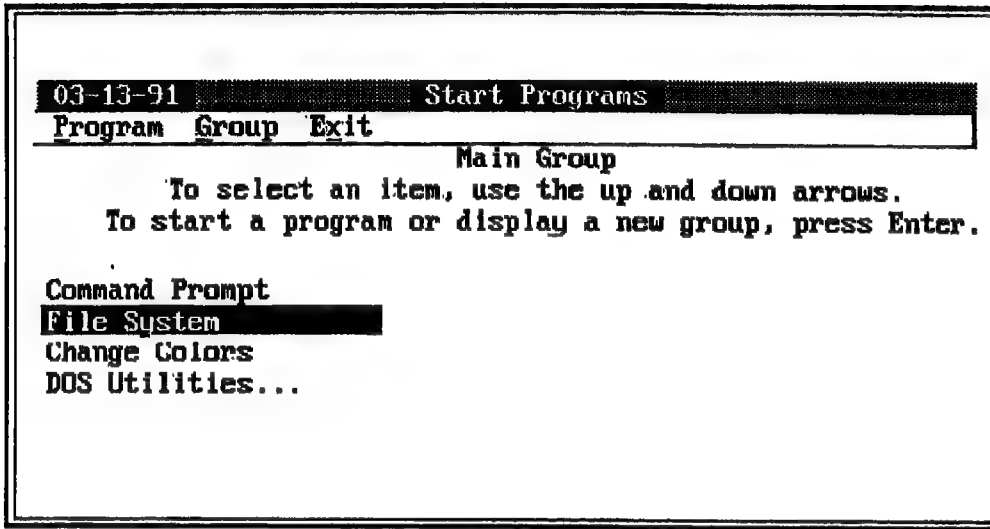 03-13-91 Start Programs
Program Group Exit
Main Group
To select an item, use the up and down arrows.
To start a program or display a new group, press Enter.
Command Prompt
File System
Change Colors
DOS Utilities...